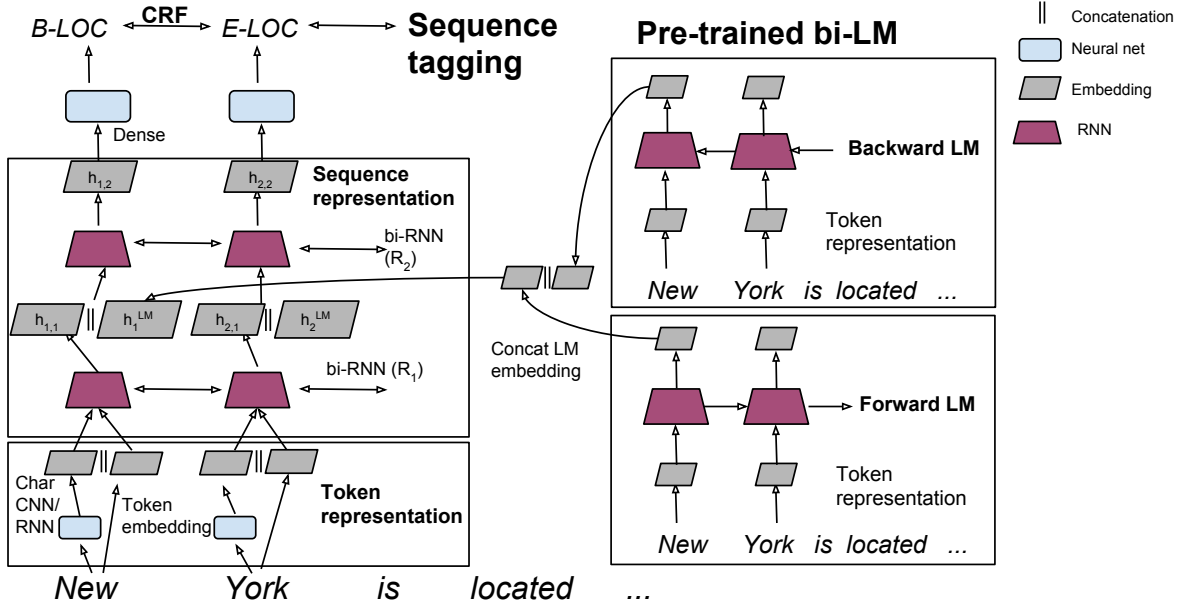 B-LOC CRF E-LOC Sequence
tagging
Dense
h1,2 h2,2 Sequence
representation
bi-RNN
(R2)
h1,1 || h1LM h2,1 || h2LM
bi-RNN (R1)
|| ||
Char
CNN/
RNN
Token
embedding
Token
representation
New York is located ...
||
Concat LM
embedding
Pre-trained bi-LM
Backward LM
Token
representation
New York is located ...
Forward LM
Token
representation
New York is located ...
|| Concatenation
Neural net
Embedding
RNN